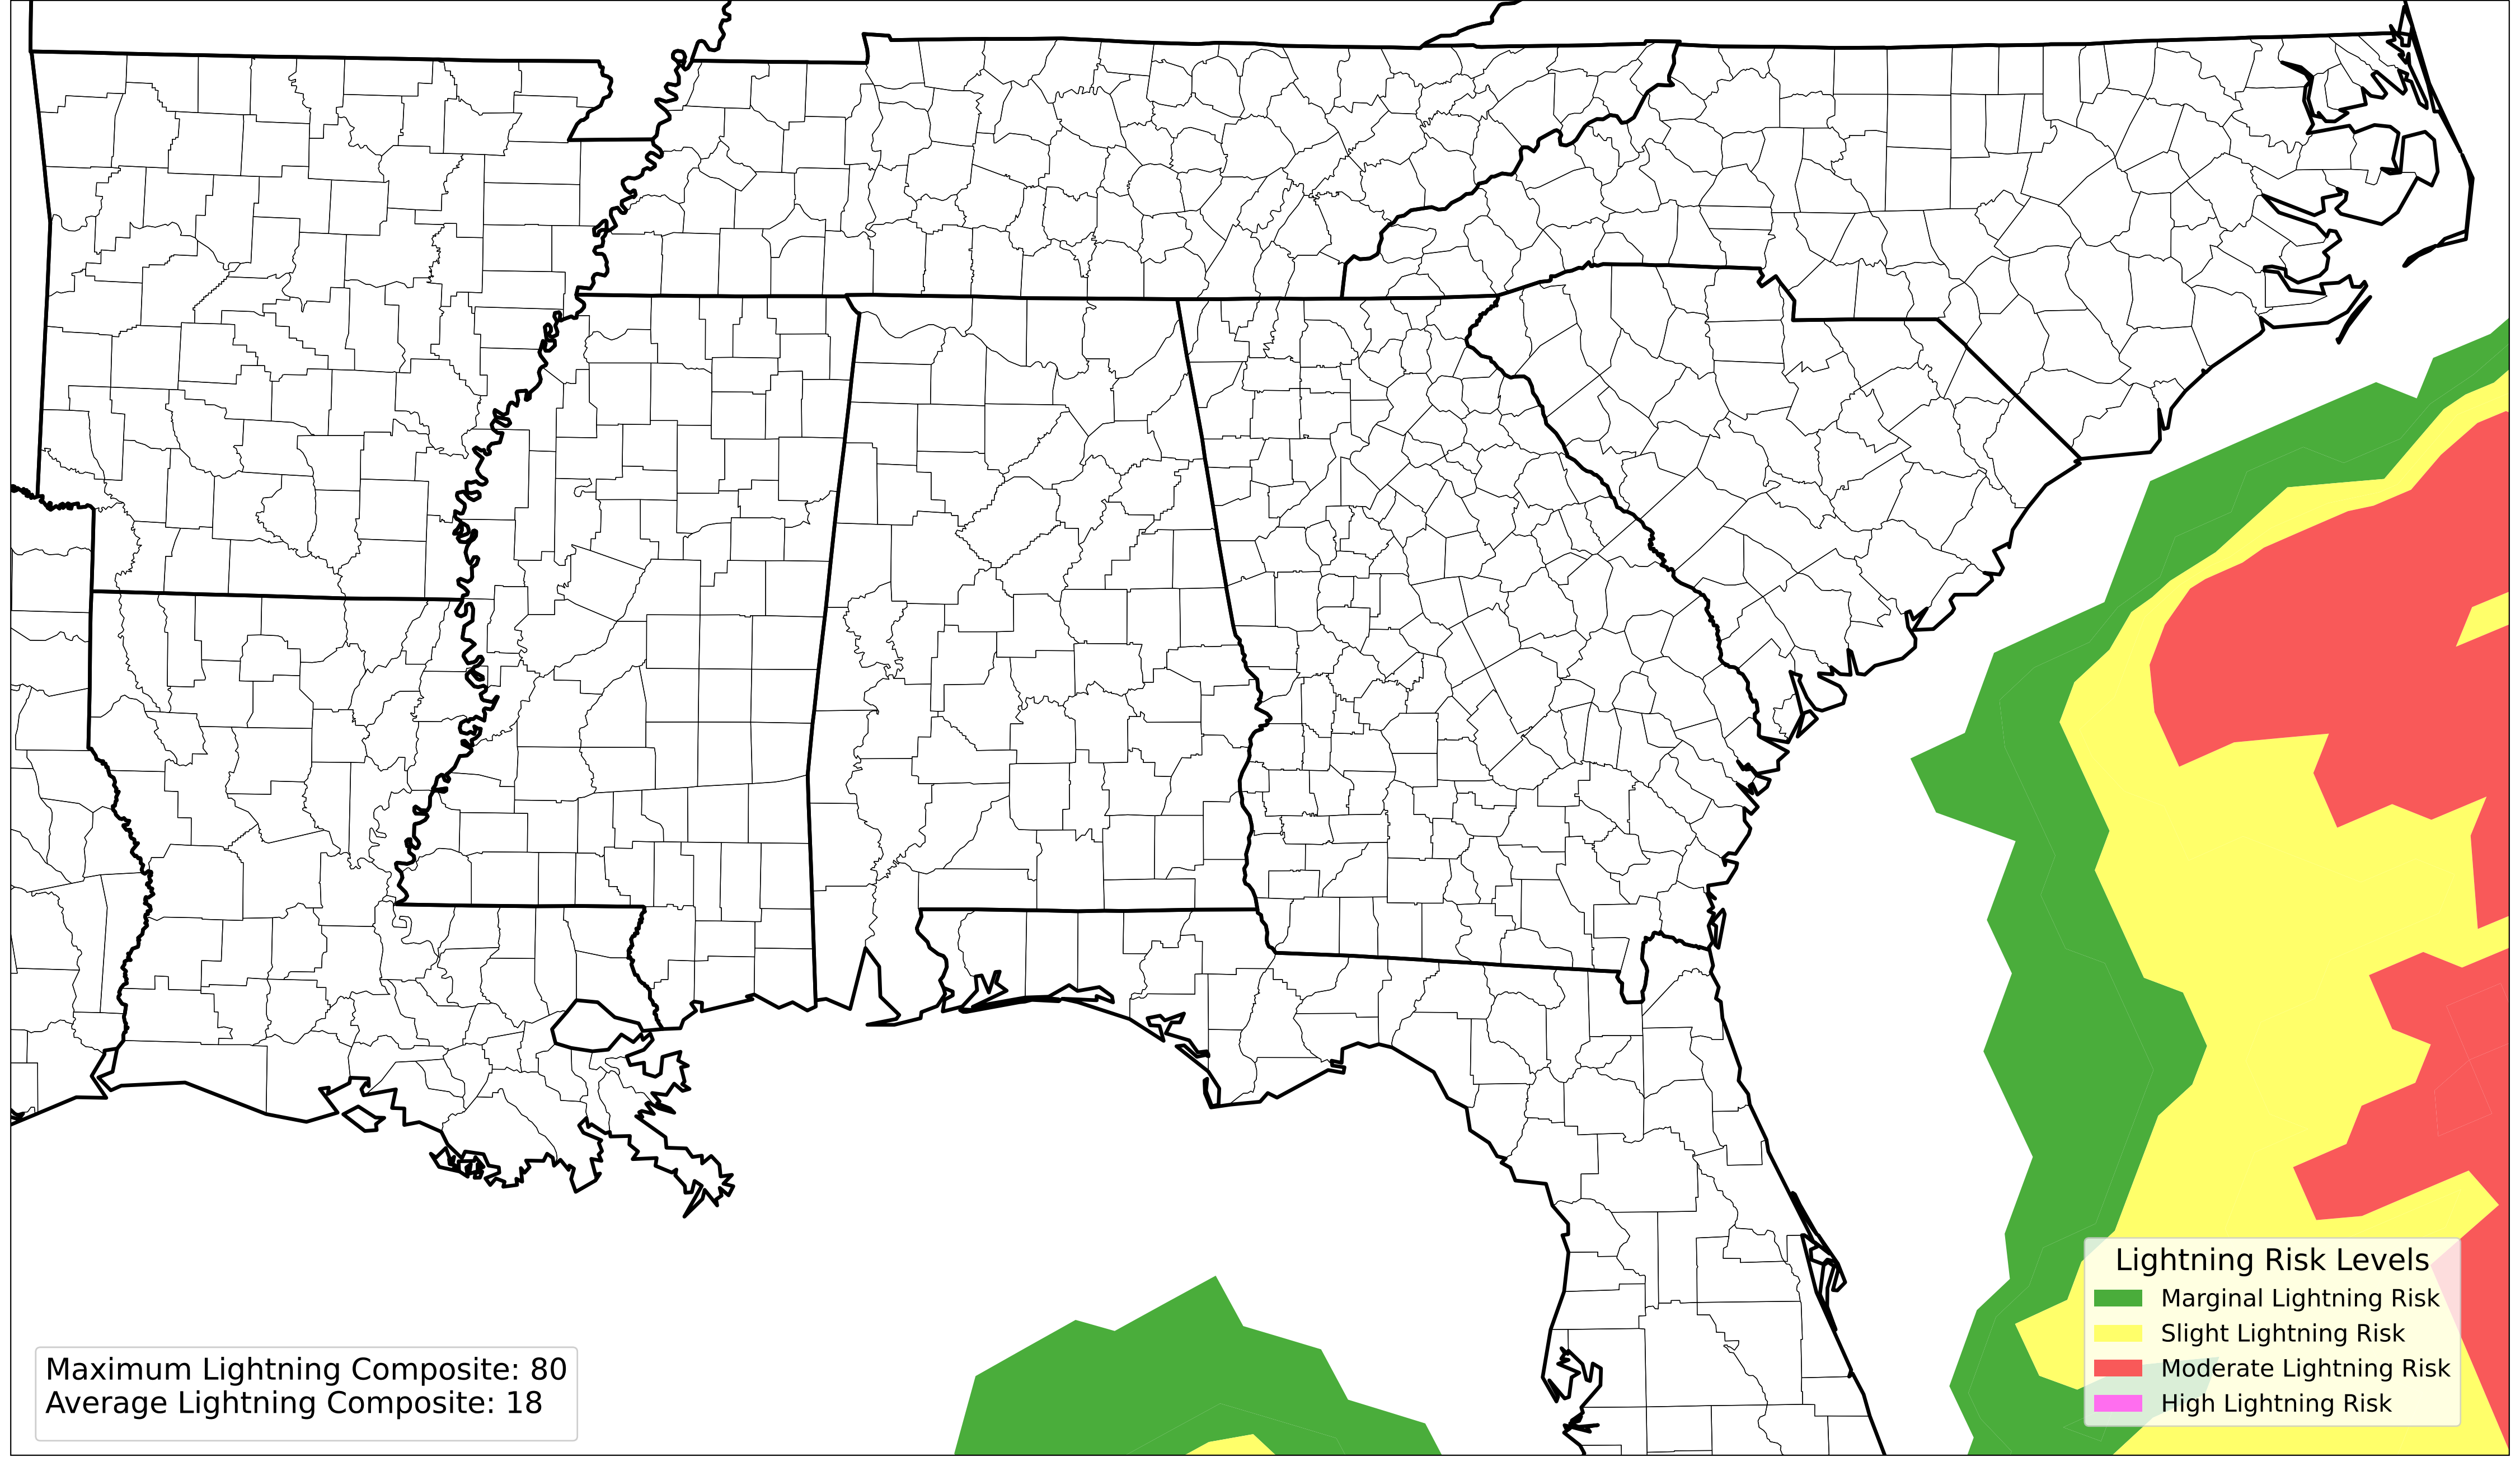 Lightning Risk Levels
Marginal Lightning Risk
Slight Lightning Risk
Moderate Lightning Risk
High Lightning Risk
Maximum Lightning Composite: 80
Average Lightning Composite: 18